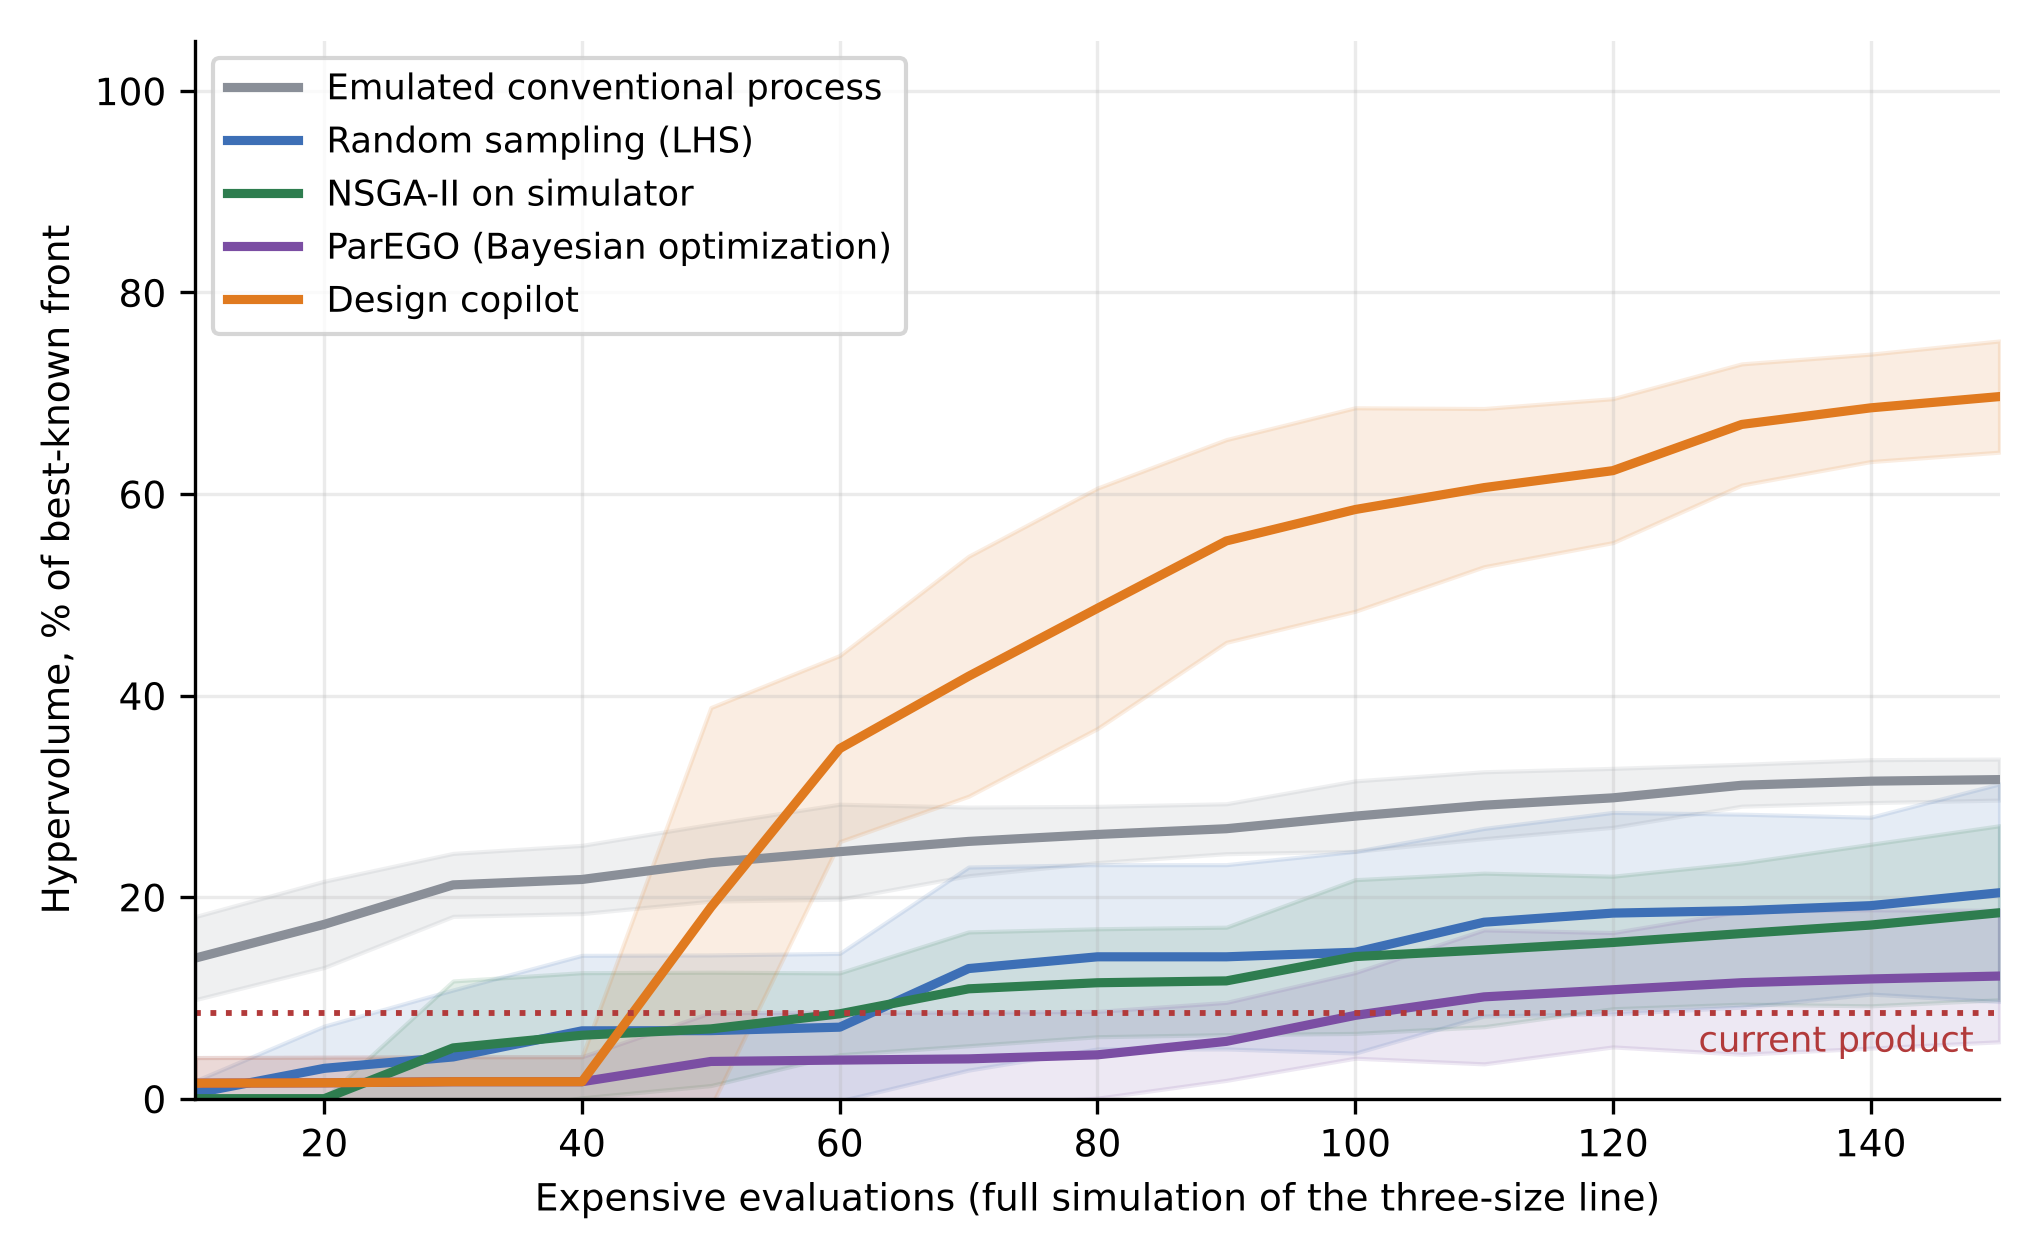 Emulated conventional process
Random sampling (LHS)
NSGA-II on simulator
ParEGO (Bayesian optimization)
Design copilot
Hypervolume, % of best-known front
100
80
60
40
20
0
current product
20 40 60 80 100 120 140
Expensive evaluations (full simulation of the three-size line)